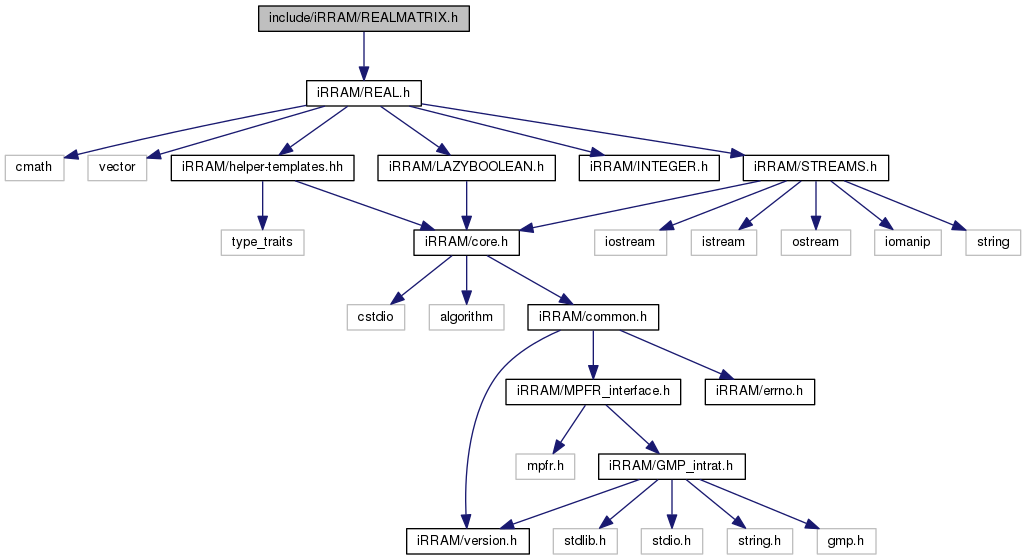 include/iRRAM/REALMATRIX.h
iRRAM/REAL.h
cmath
vector
iRRAM/helper-templates.hh
iRRAM/LAZYBOOLEAN.h
iRRAM/INTEGER.h
iRRAM/STREAMS.h
type_traits
iRRAM/core.h
iostream
istream
ostream
iomanip
string
cstdio
algorithm
iRRAM/common.h
iRRAM/MPFR_interface.h
iRRAM/errno.h
mpfr.h
iRRAM/GMP_intrat.h
iRRAM/version.h
stdlib.h
stdio.h
string.h
gmp.h